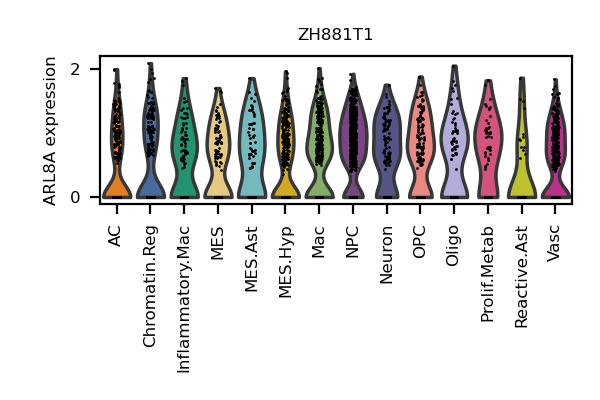 ZH881T1
ARL8A expression
2
0
AC
Chromatin.Reg
Inflammatory.Mac
MES
MES.Ast
MES.Hyp
Mac
NPC
Neuron
OPC
Oligo
Prolif.Metab
Reactive.Ast
Vasc